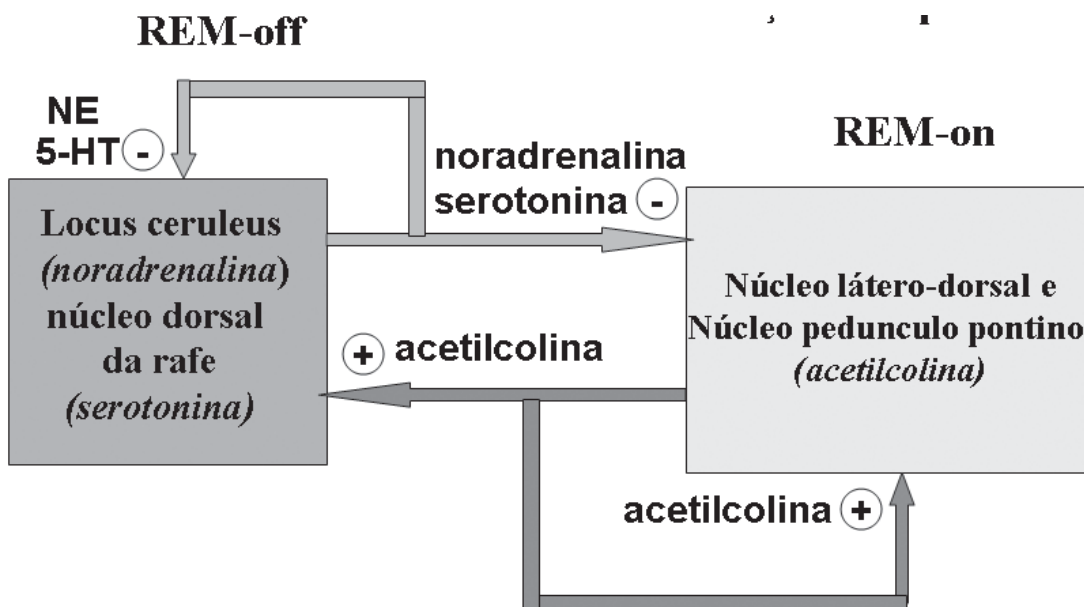 REM-off
NE
5-HT -
noradrenalina
serotonina -
REM-on
Locus ceruleus
(noradrenalina)
núcleo dorsal
da rafe
(serotonina)
Núcleo látero-dorsal e
Núcleo pedunculo pontino
(acetilcolina)
+ acetilcolina
acetilcolina +